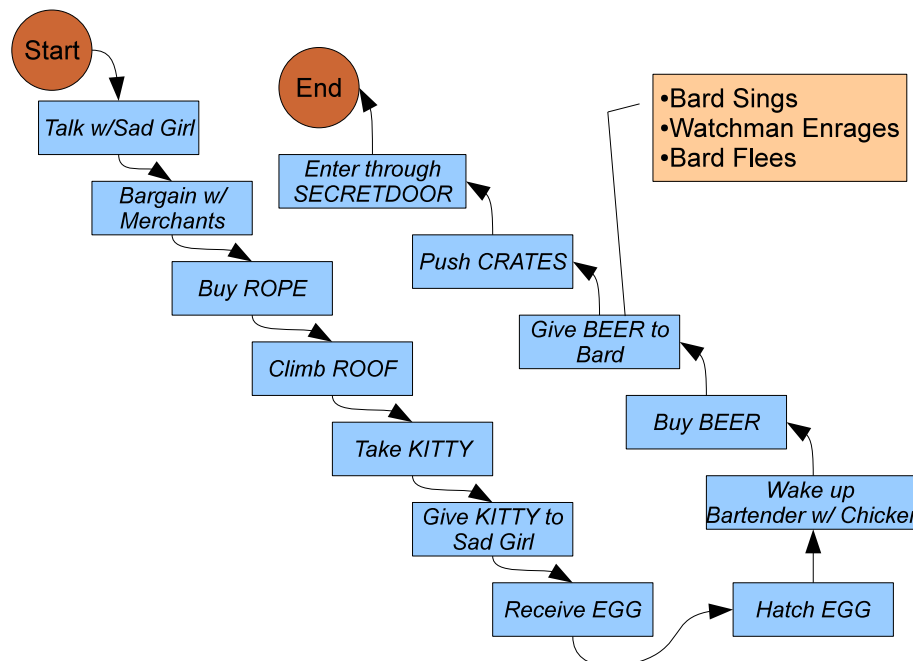 Start
Talk w/Sad Girl
Bargain w/
Merchants
Buy ROPE
Climb ROOF
Take KITTY
Give KITTY to
Sad Girl
Receive EGG
Hatch EGG
Wake up
Bartender w/ Chicken
Buy BEER
Give BEER to
Bard
•Bard Sings
•Watchman Enrages
•Bard Flees
Push CRATES
Enter through
SECRETDOOR
End